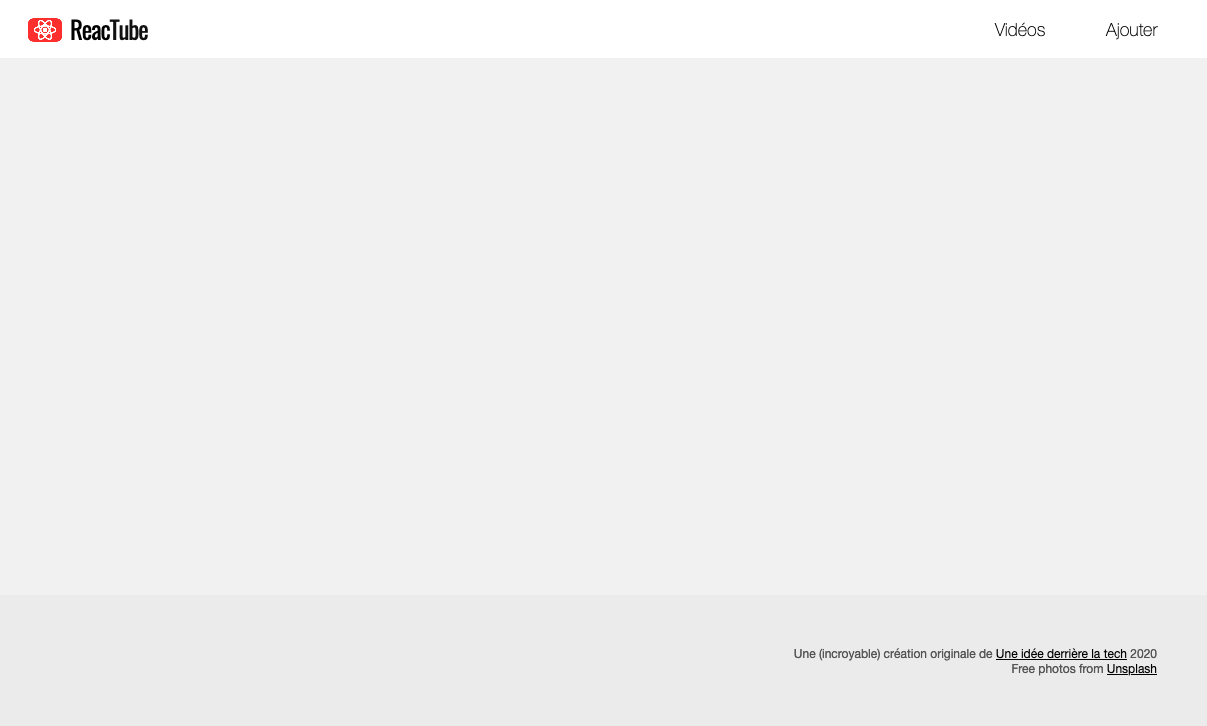 ReacTube
Vidéos
Ajouter
Une (incroyable) création originale de Une idée derrière la tech 2020
Free photos from Unsplash